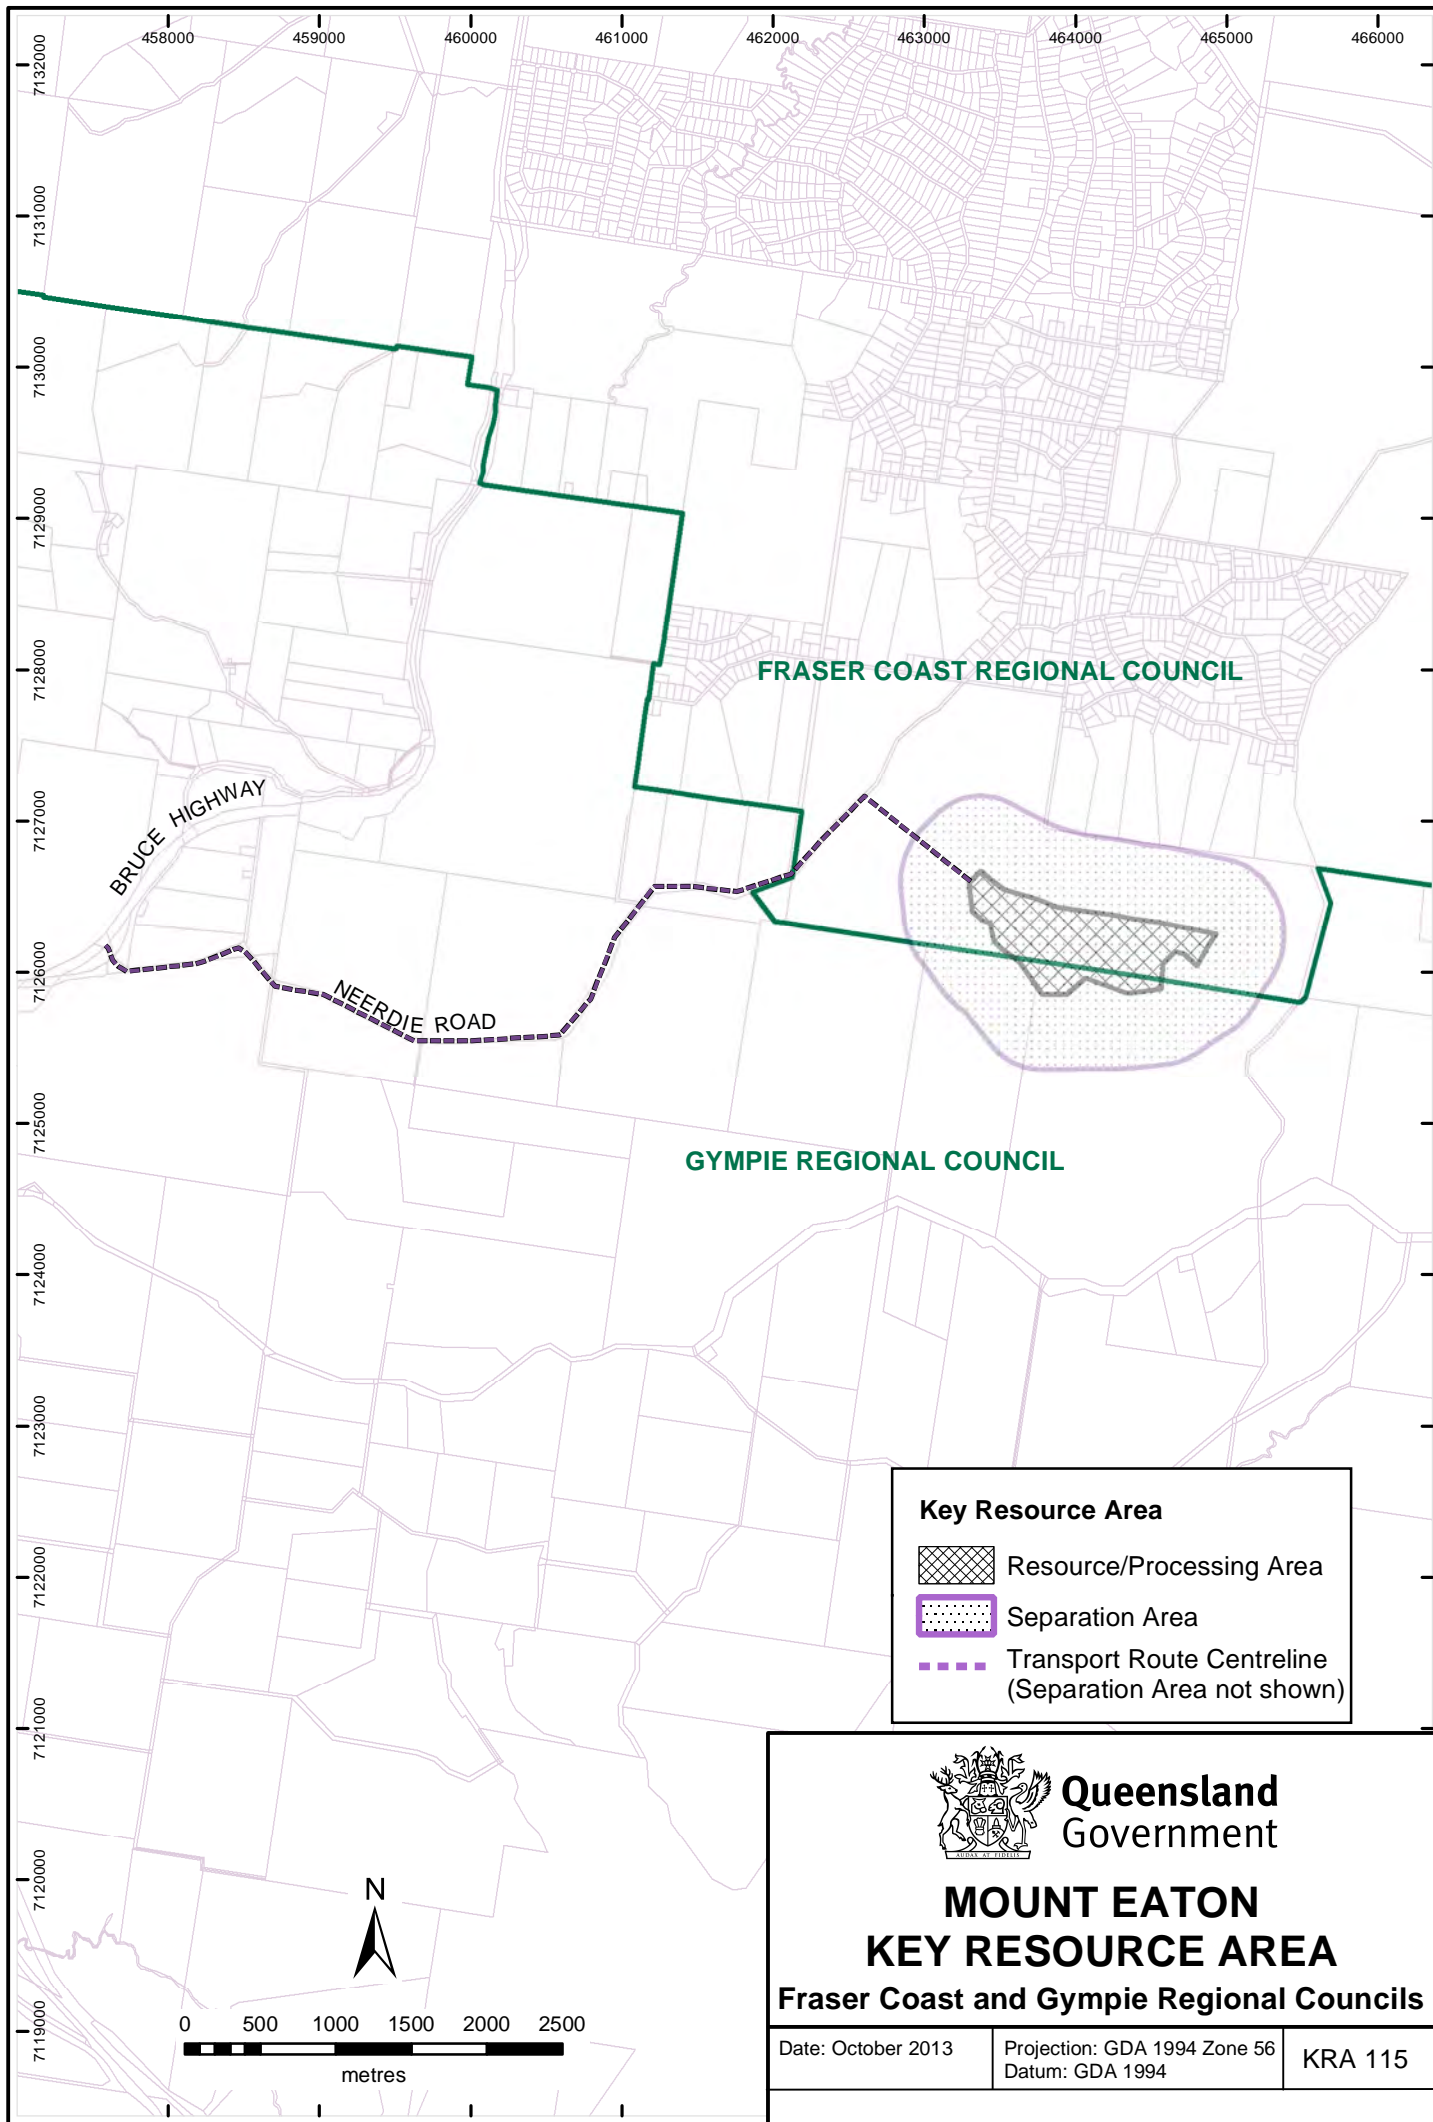 458000 459000 460000 461000 462000 463000 464000 465000 466000
7132000
7131000
7130000
7129000
7128000
7127000
7126000
7125000
7124000
7123000
7122000
7121000
7120000
7119000
FRASER COAST REGIONAL COUNCIL
BRUCE HIGHWAY
NEERDIE ROAD
GYMPIE REGIONAL COUNCIL
Key Resource Area
Resource/Processing Area
Separation Area
Transport Route Centreline
(Separation Area not shown)
AUDAX AT FIDELIS
Queensland
Government
MOUNT EATON
KEY RESOURCE AREA
Fraser Coast and Gympie Regional Councils
Date: October 2013
Projection: GDA 1994 Zone 56
Datum: GDA 1994
KRA 115
N
0 500 1000 1500 2000 2500
metres